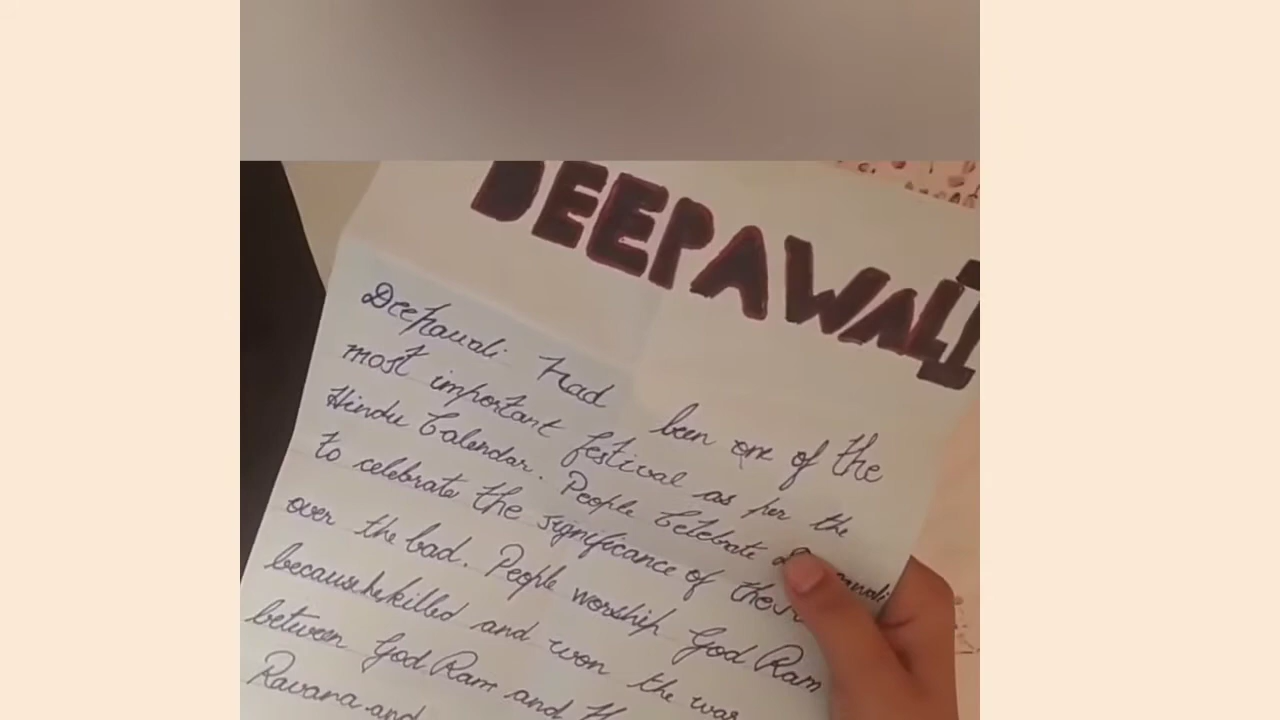 DEEPAWALI
Deepawali had been one of the
most important festival as per the
Hindu Calendar. People Celebrate
to celebrate the significance of the
over the bad. People worship God Ram
because he killed and won the war
between God Ram and
Ravana and